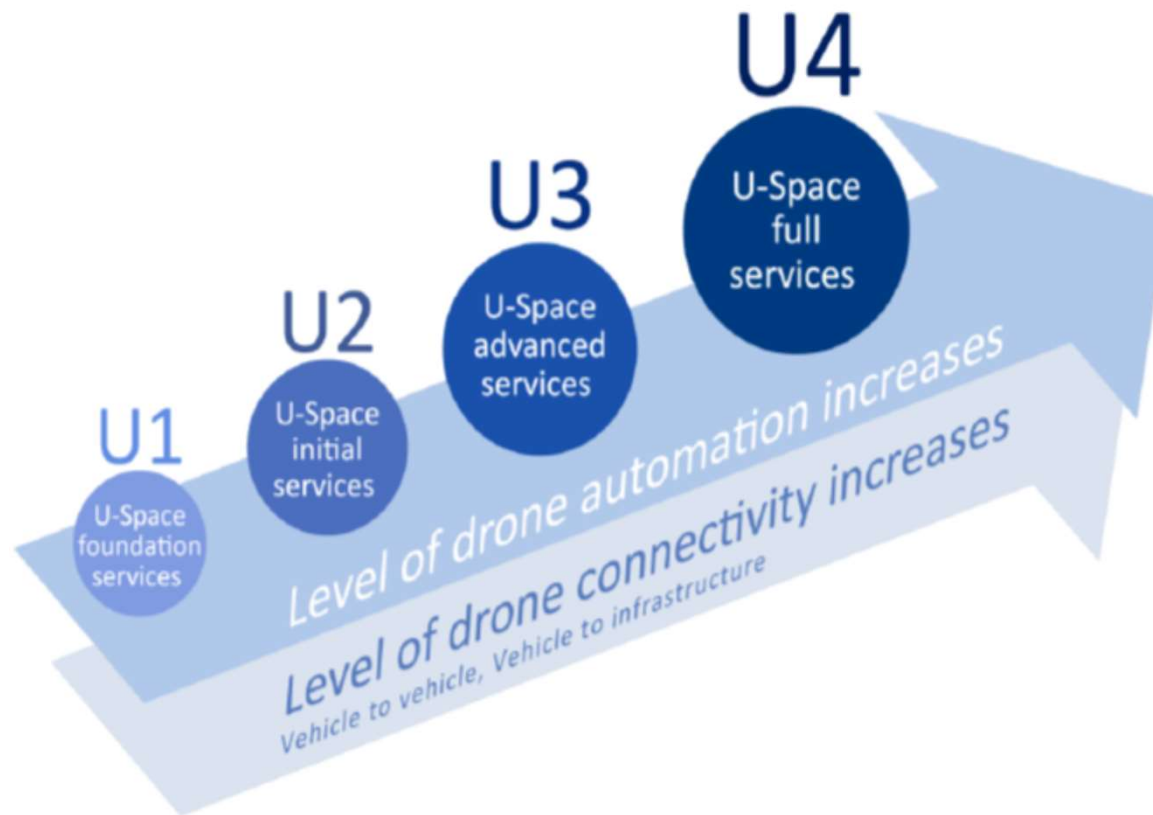 U1
U-Space
foundation
services
U2
U-Space
initial
services
U3
U-Space
advanced
services
U4
U-Space
full
services
Level of drone automation increases
Level of drone connectivity increases
Vehicle to vehicle, Vehicle to infrastructure